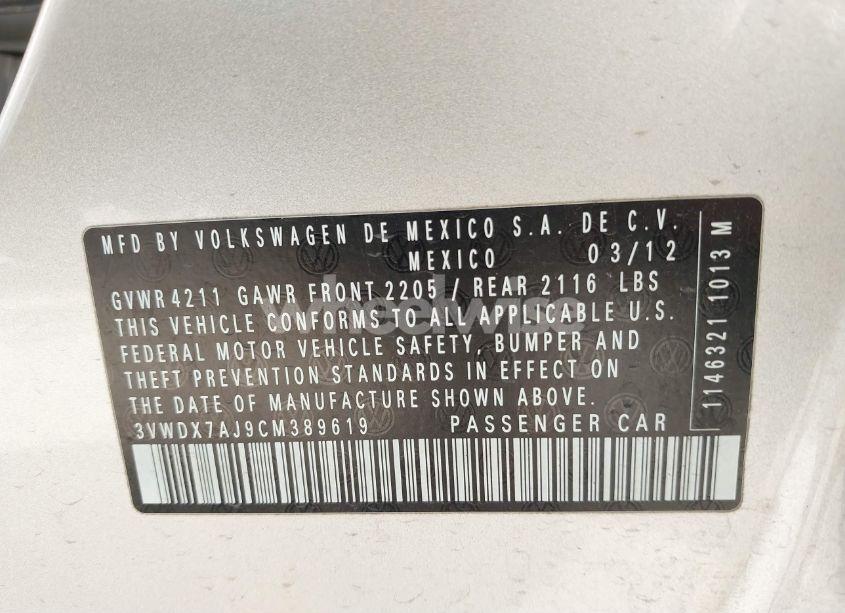 MFD BY VOLKSWAGEN DE MEXICO S.A. DE C.V.
MEXICO 03/12
GVWR 4211 GAWR FRONT 2205 / REAR 2116 LBS
THIS VEHICLE CONFORMS TO ALL APPLICABLE U.S.
FEDERAL MOTOR VEHICLE SAFETY, BUMPER AND
THEFT PREVENTION STANDARDS IN EFFECT ON
THE DATE OF MANUFACTURE SHOWN ABOVE.
3VWDX7AJ9CM389619 PASSENGER CAR
1146321 1013 M
wheelwise